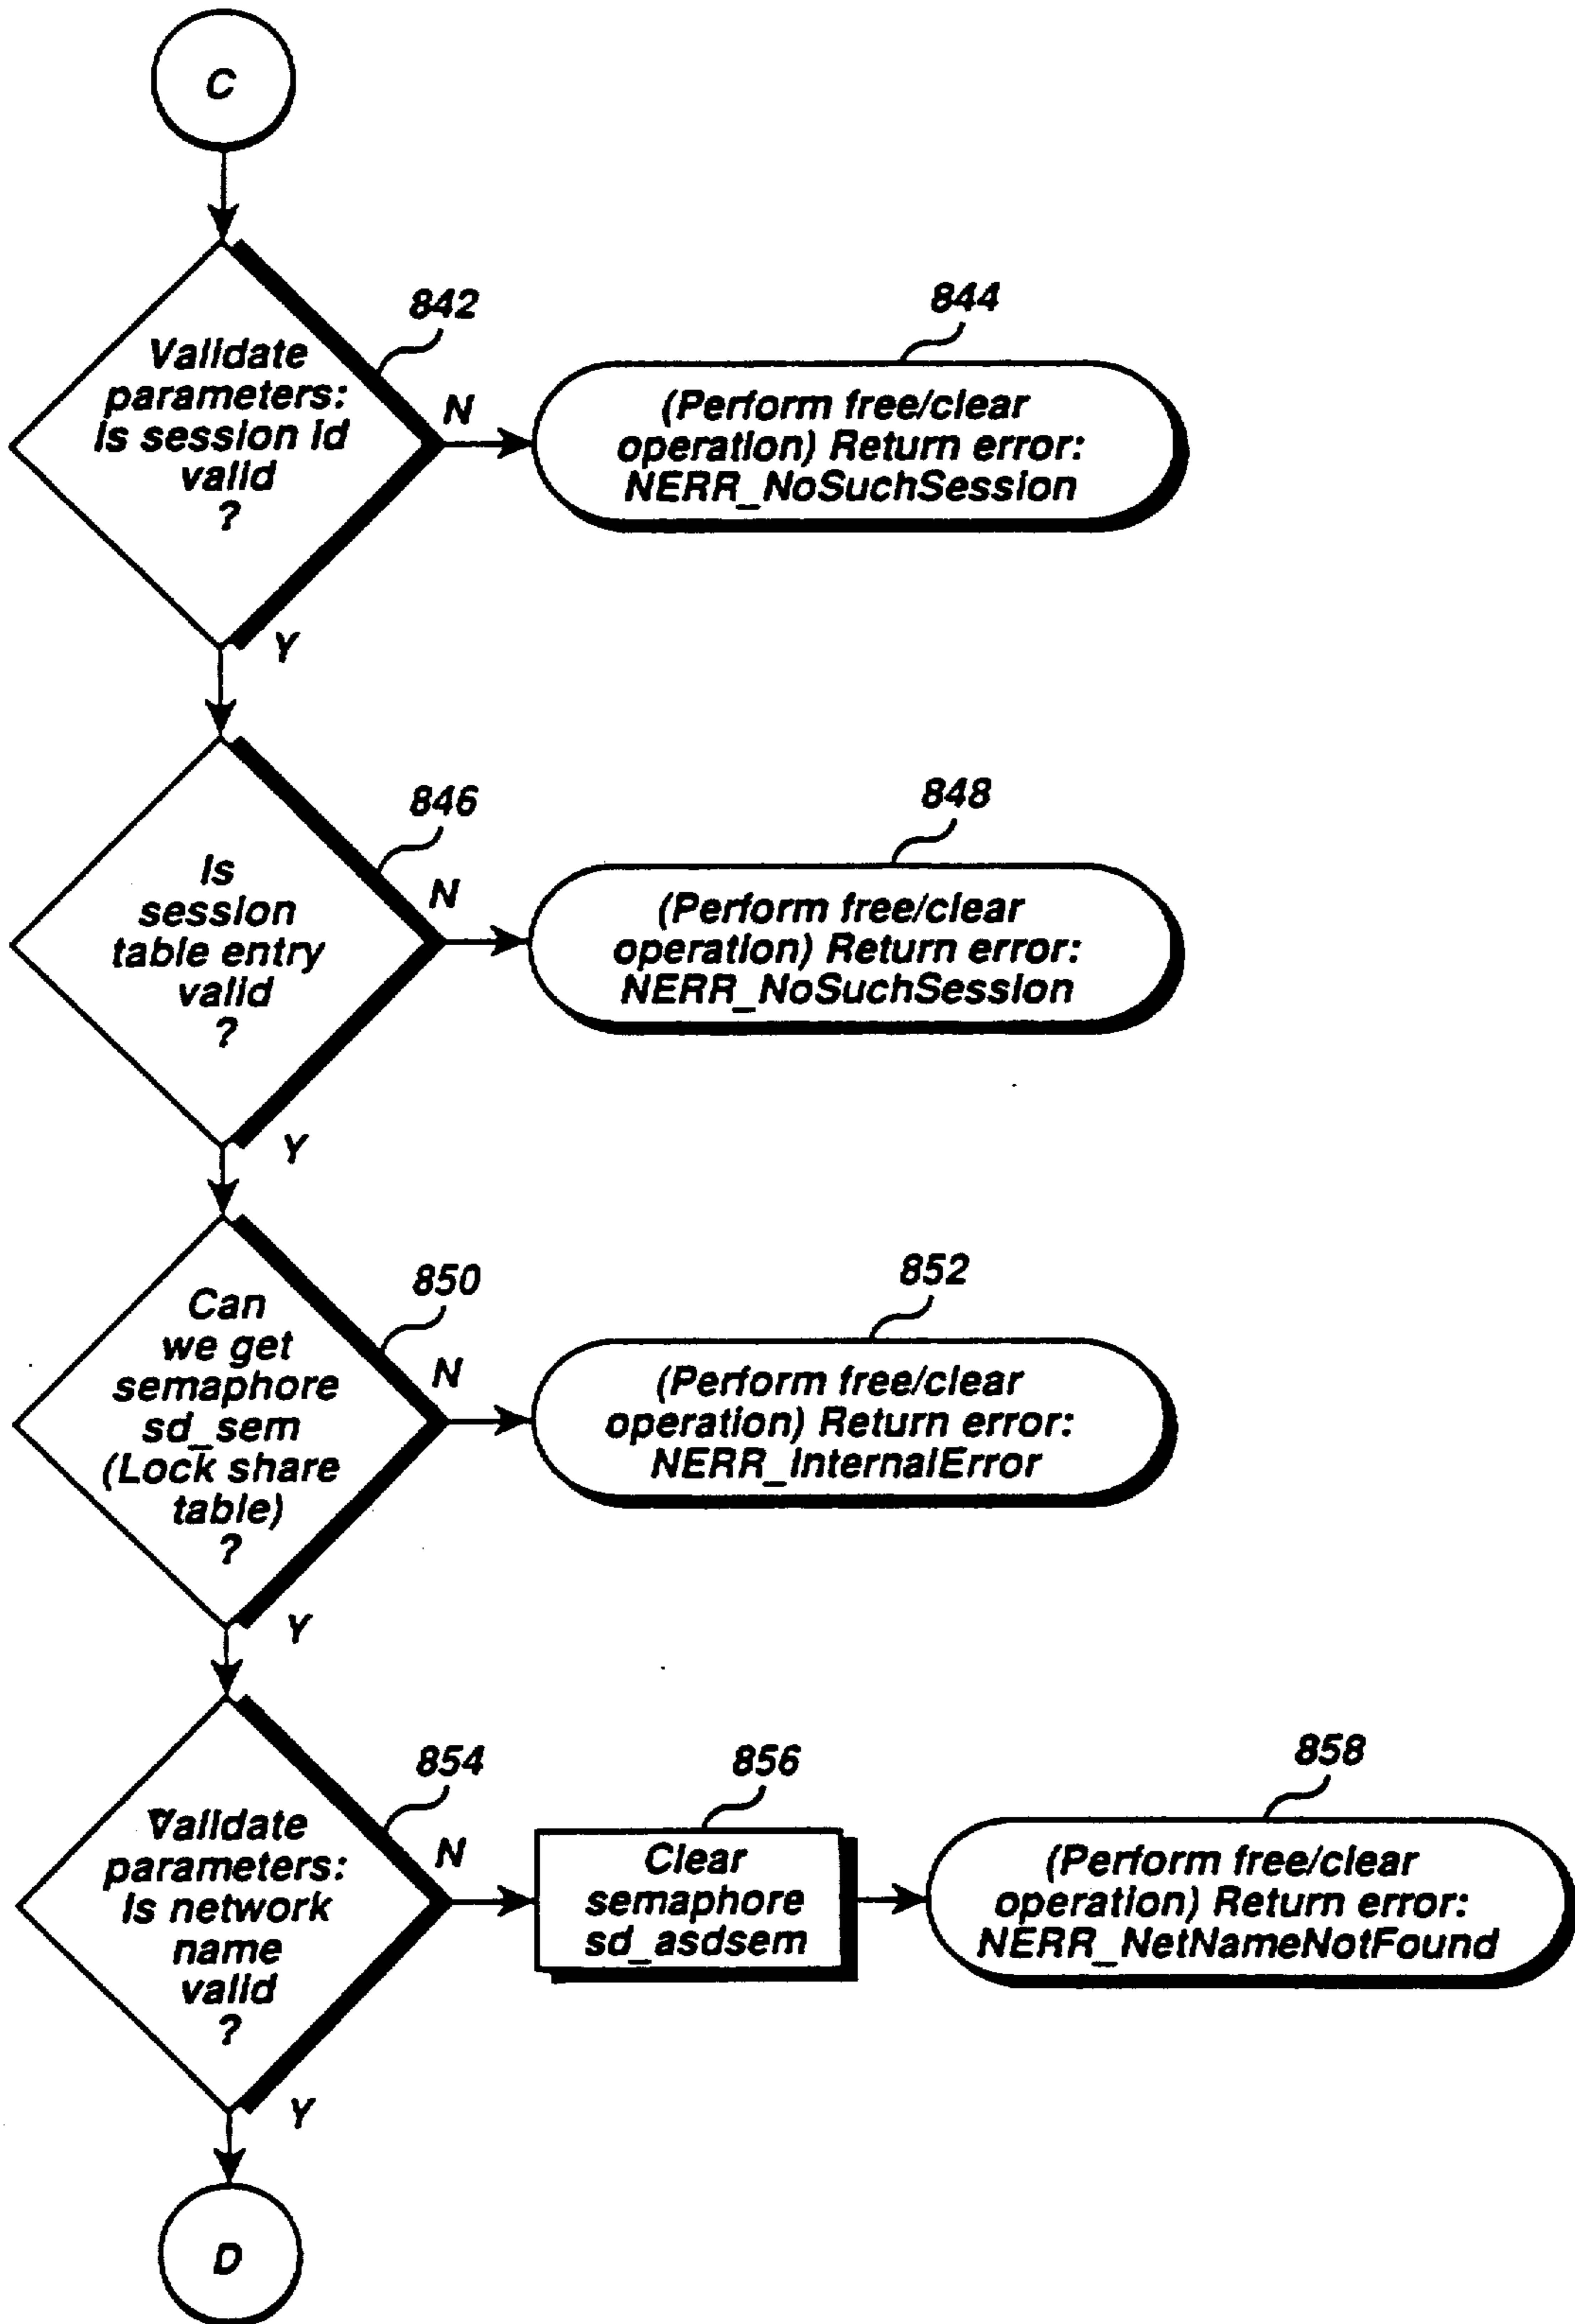 C
842
Validate
parameters:
Is session id
valid
?
N
844
(Perform free/clear
operation) Return error:
NERR_NoSuchSession
Y
846
Is
session
table entry
valid
?
N
848
(Perform free/clear
operation) Return error:
NERR_NoSuchSession
Y
850
Can
we get
semaphore
sd_sem
(Lock share
table)
?
N
852
(Perform free/clear
operation) Return error:
NERR_InternalError
Y
854
Validate
parameters:
Is network
name
valid
?
N
856
Clear
semaphore
sd_asdsem
858
(Perform free/clear
operation) Return error:
NERR_NetNameNotFound
Y
D